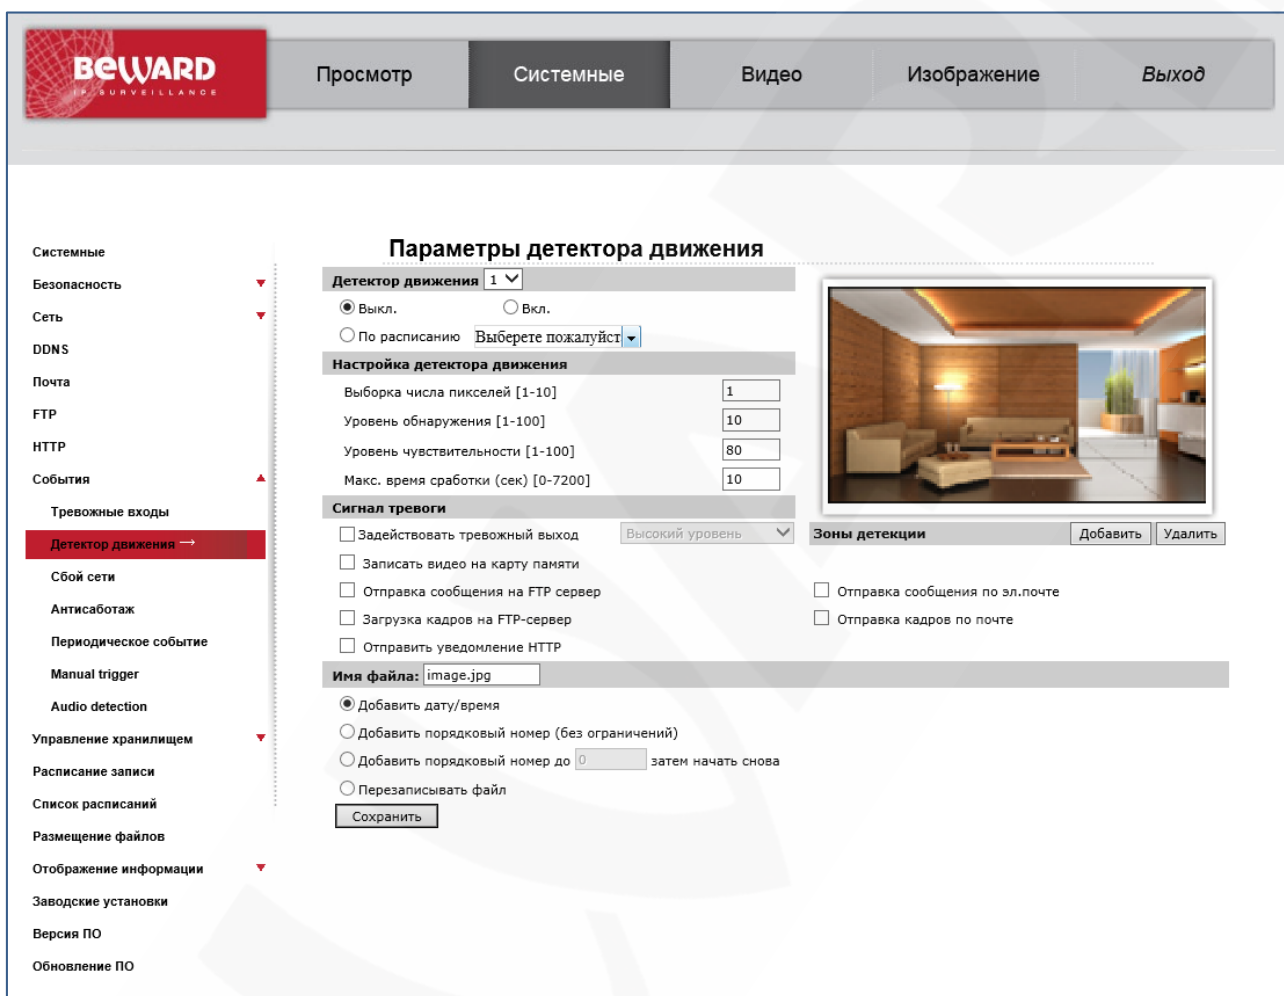 BEWARD
IP SURVEILLANCE
Просмотр
Системные
Видео
Изображение
Выход
Системные
Безопасность
Сеть
DDNS
Почта
FTP
HTTP
События
Тревожные входы
Детектор движения →
Сбой сети
Антисаботаж
Периодическое событие
Manual trigger
Audio detection
Управление хранилищем
Расписание записи
Список расписаний
Размещение файлов
Отображение информации
Заводские установки
Версия ПО
Обновление ПО
Параметры детектора движения
Детектор движения 1
Выкл. Вкл.
По расписанию Выберете пожалуйст
Настройка детектора движения
Выборка числа пикселей [1-10] 1
Уровень обнаружения [1-100] 10
Уровень чувствительности [1-100] 80
Макс. время сработки (сек) [0-7200] 10
Сигнал тревоги
Задействовать тревожный выход Высокий уровень
Зоны детекции Добавить Удалить
Записать видео на карту памяти
Отправка сообщения на FTP сервер
Отправка сообщения по эл.почте
Загрузка кадров на FTP-сервер
Отправка кадров по почте
Отправить уведомление HTTP
Имя файла: image.jpg
Добавить дату/время
Добавить порядковый номер (без ограничений)
Добавить порядковый номер до 0 затем начать снова
Перезаписывать файл
Сохранить